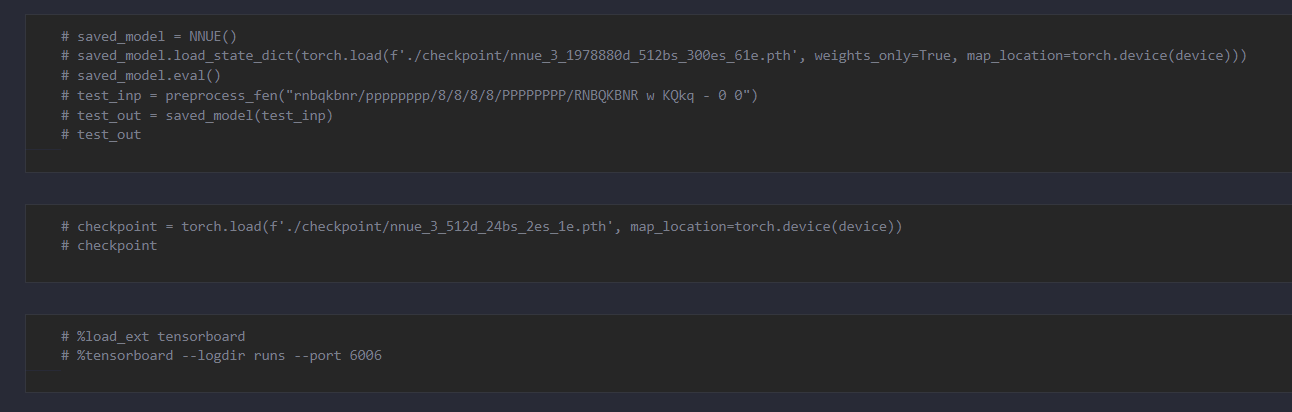 # saved_model = NNUE()
# saved_model.load_state_dict(torch.load(f'./checkpoint/nnue_3_1978880d_512bs_300es_61e.pth', weights_only=True, map_location=torch.device(device)))
# saved_model.eval()
# test_inp = preprocess_fen("rnbqkbnr/pppppppp/8/8/8/8/PPPPPPPP/RNBQKBNR w KQkq - 0 0")
# test_out = saved_model(test_inp)
# test_out
# checkpoint = torch.load(f'./checkpoint/nnue_3_512d_24bs_2es_1e.pth', map_location=torch.device(device))
# checkpoint
# %load_ext tensorboard
# %tensorboard --logdir runs --port 6006